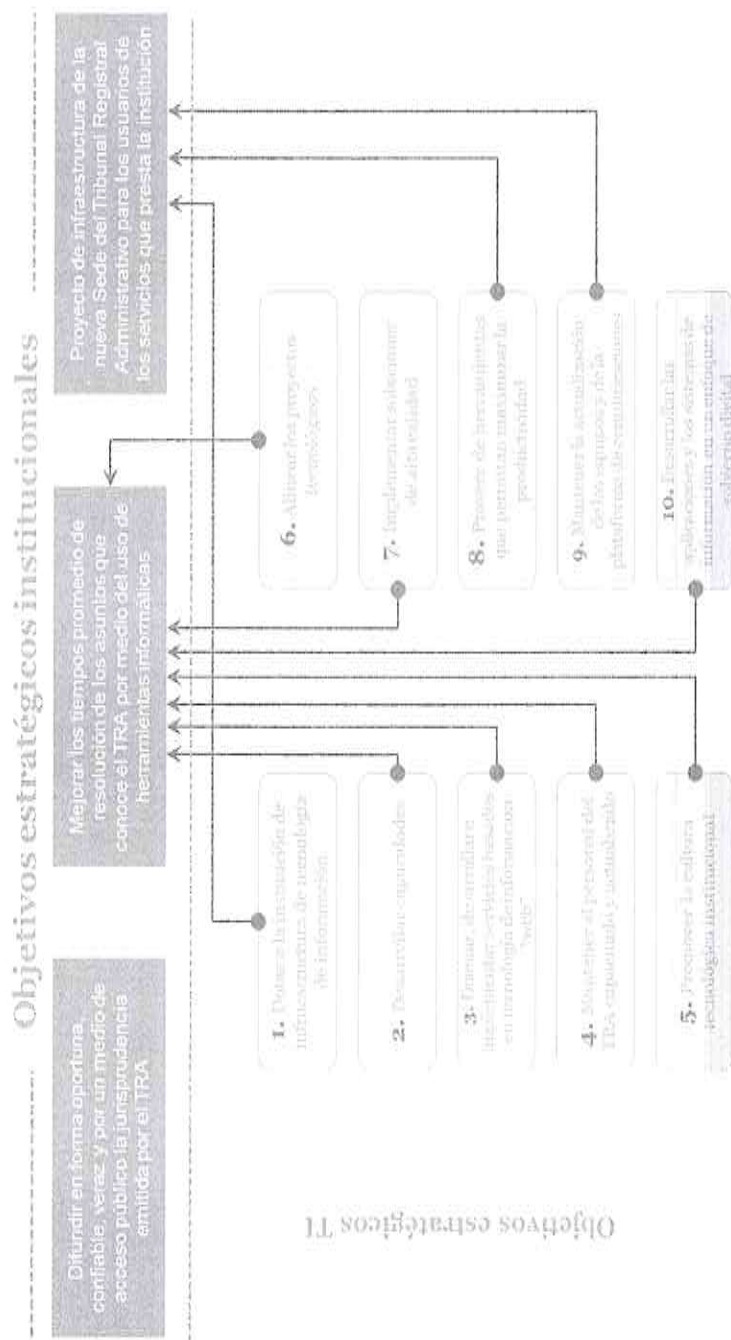 Objetivos estratégicos institucionales
Difundir en forma oportuna,
confiable, veraz y por un medio de
acceso público la jurisprudencia
emitida por el TRA
Mejorar los tiempos promedio de
resolución de los asuntos que
conoce el TRA por medio del uso de
herramientas informáticas
Proyecto de infraestructura de la
nueva Sede del Tribunal Registral
Administrativo para los usuarios de
los servicios que presta la institución
Objetivos estratégicos TI
1. Dotar a la institución de
infraestructura de tecnología
de información
2. Desarrollar capacidades
3. Diseñar, desarrollar e
implementar servicios basados
en tecnología de información
"web"
4. Mantener al personal del
TRA capacitado y actualizado
5. Promover la cultura
tecnológica institucional
6. Alinear los proyectos
tecnológicos
7. Implementar soluciones
de alta calidad
8. Proveer de herramientas
que permitan maximizar la
productividad
9. Mantener la actualización
de los equipos y de la
plataforma de comunicaciones
10. Desarrollar las
aplicaciones y los sistemas de
información en un enfoque de
gobierno digital